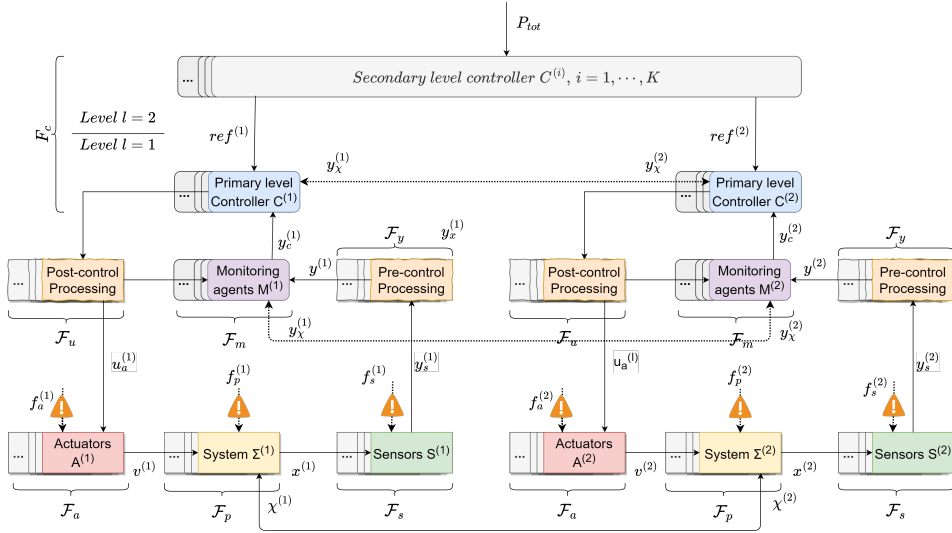 P_{tot}
...
Secondary level controller C^{(i)}, i = 1, ⋯, K
F_c
Level l = 2
Level l = 1
ref^{(1)}
ref^{(2)}
...
Primary level
Controller C^{(1)}
y_χ^{(1)}
y_χ^{(2)}
...
Primary level
Controller C^{(2)}
y_c^{(1)}
ℱ_y
y_x^{(1)}
y_c^{(2)}
ℱ_y
...
Post-control
Processing
...
Monitoring
agents M^{(1)}
y^{(1)}
...
Pre-control
Processing
...
Post-control
Processing
...
Monitoring
agents M^{(2)}
y^{(2)}
...
Pre-control
Processing
ℱ_u
ℱ_m
y_χ^{(1)}
ℱ_u
ℱ_m
y_χ^{(2)}
u_a^{(1)}
y_s^{(1)}
u_a^{(l)}
y_s^{(2)}
f_a^{(1)}
f_p^{(1)}
f_s^{(1)}
f_a^{(2)}
f_p^{(2)}
f_s^{(2)}
...
Actuators
A^{(1)}
v^{(1)}
...
System Σ^{(1)}
x^{(1)}
...
Sensors S^{(1)}
...
Actuators
A^{(2)}
v^{(2)}
...
System Σ^{(2)}
x^{(2)}
...
Sensors S^{(2)}
ℱ_a
ℱ_p
χ^{(1)}
ℱ_s
ℱ_a
ℱ_p
χ^{(2)}
ℱ_s